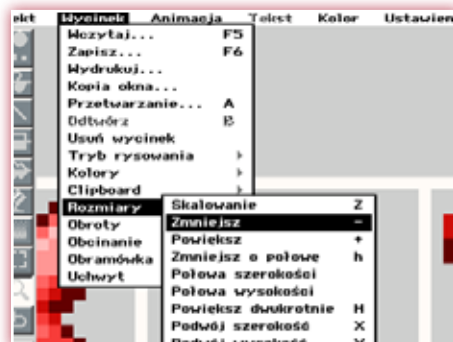 ekt Wycinek Animacja Tekst Kolor Ustawien
Wczytaj... F5
Zapisz... F6
Wydrukuj...
Kopia okna...
Przetwarzanie... A
Odtwórz B
Usuń wycinek
Tryb rysowania
Kolory
Clipboard
Rozmiary
Obroty
Obcinanie
Obramówka
Uchwyt
Skalowanie Z
Zmniejsz -
Powiększ +
Zmniejsz o połowę h
Połowa szerokości
Połowa wysokości
Powiększ dwukrotnie H
Podwój szerokość X
Podwój wysokość Y